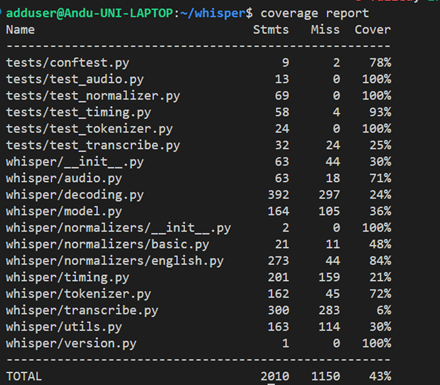 adduser@Andu-UNI-LAPTOP:~/whisper$ coverage report
Name                             Stmts   Miss  Cover
----------------------------------------------------
tests/conftest.py                    9      2    78%
tests/test_audio.py                 13      0   100%
tests/test_normalizer.py            69      0   100%
tests/test_timing.py                58      4    93%
tests/test_tokenizer.py             24      0   100%
tests/test_transcribe.py            32     24    25%
whisper/__init__.py                 63     44    30%
whisper/audio.py                    63     18    71%
whisper/decoding.py                392    297    24%
whisper/model.py                   164    105    36%
whisper/normalizers/__init__.py      2      0   100%
whisper/normalizers/basic.py        21     11    48%
whisper/normalizers/english.py     273     44    84%
whisper/timing.py                  201    159    21%
whisper/tokenizer.py               162     45    72%
whisper/transcribe.py              300    283     6%
whisper/utils.py                   163    114    30%
whisper/version.py                   1      0   100%
----------------------------------------------------
TOTAL                             2010   1150    43%